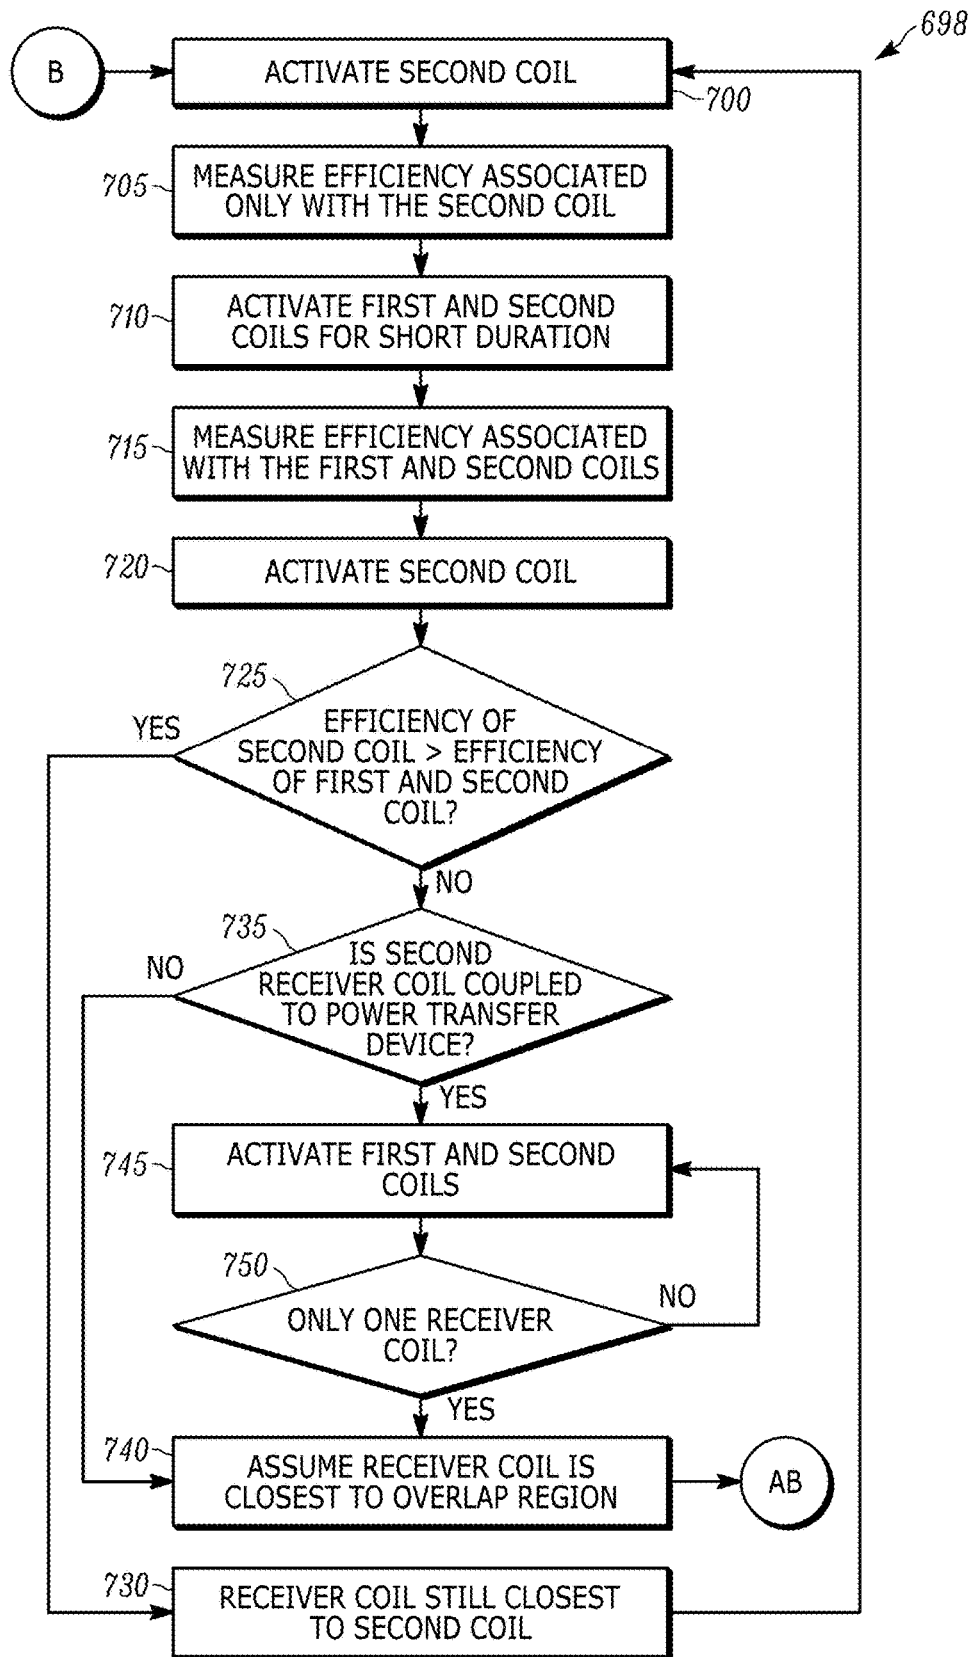 698
B
ACTIVATE SECOND COIL
700
705
MEASURE EFFICIENCY ASSOCIATED
ONLY WITH THE SECOND COIL
710
ACTIVATE FIRST AND SECOND
COILS FOR SHORT DURATION
715
MEASURE EFFICIENCY ASSOCIATED
WITH THE FIRST AND SECOND COILS
720
ACTIVATE SECOND COIL
725
YES
EFFICIENCY OF
SECOND COIL > EFFICIENCY
OF FIRST AND SECOND
COIL?
NO
735
NO
IS SECOND
RECEIVER COIL COUPLED
TO POWER TRANSFER
DEVICE?
YES
745
ACTIVATE FIRST AND SECOND
COILS
750
NO
ONLY ONE RECEIVER
COIL?
YES
740
ASSUME RECEIVER COIL IS
CLOSEST TO OVERLAP REGION
AB
730
RECEIVER COIL STILL CLOSEST
TO SECOND COIL